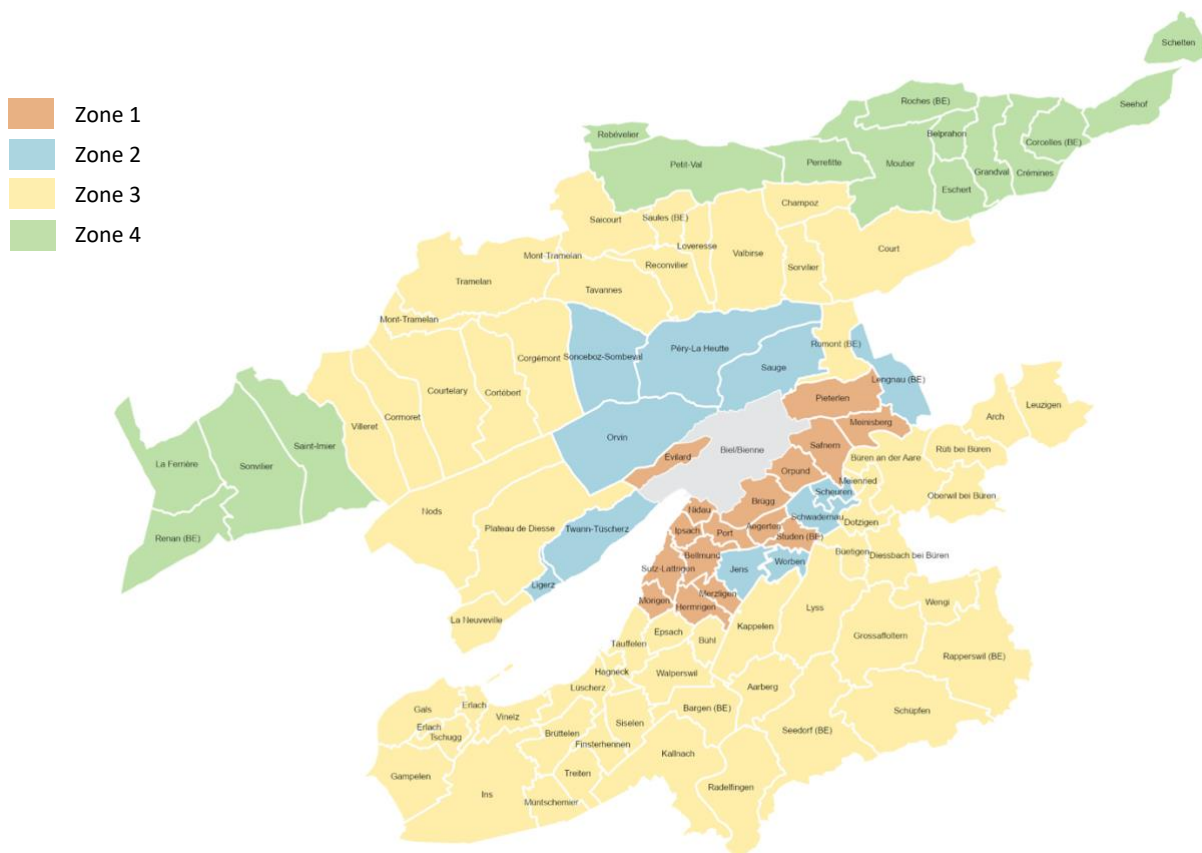 Zone 1
Zone 2
Zone 3
Zone 4
Schelten
Seehof
Roches (BE)
Belprahon
Corcelles (BE)
Rebévelier
Petit-Val
Perrefitte
Moutier
Grandval
Crémines
Eschert
Champoz
Saicourt
Saules (BE)
Loveresse
Valbirse
Court
Mont-Tramelan
Reconvilier
Sorvilier
Tramelan
Tavannes
Mont-Tramelan
Romont (BE)
Corgémont
Sonceboz-Sombeval
Péry-La Heutte
Sauge
Lengnau (BE)
Courtelary
Cortébert
Pieterlen
Leuzigen
Cormoret
Villeret
Meinisberg
Arch
Saint-Imier
Orvin
Safnern
Biel/Bienne
Rüti bei Büren
La Ferrière
Sonvilier
Evilard
Büren an der Aare
Orpund
Meienried
Scheuren
Oberwil bei Büren
Nods
Brügg
Nidau
Schwadernau
Dotzigen
Plateau de Diesse
Twann-Tüscherz
Ipsach
Port
Aegerten
Studen (BE)
Renan (BE)
Büetigen
Diessbach bei Büren
Bellmund
Sutz-Lattrigen
Jens
Worben
Ligerz
Merzligen
Mörigen
Hermrigen
Lyss
Wengi
La Neuveville
Epsach
Bühl
Kappelen
Grossaffoltern
Täuffelen
Rapperswil (BE)
Hagneck
Walperswil
Lüscherz
Aarberg
Erlach
Gals
Vinelz
Bargen (BE)
Schüpfen
Siselen
Erlach
Tschugg
Brüttelen
Seedorf (BE)
Finsterhennen
Kallnach
Gampelen
Treiten
Radelfingen
Ins
Müntschemier